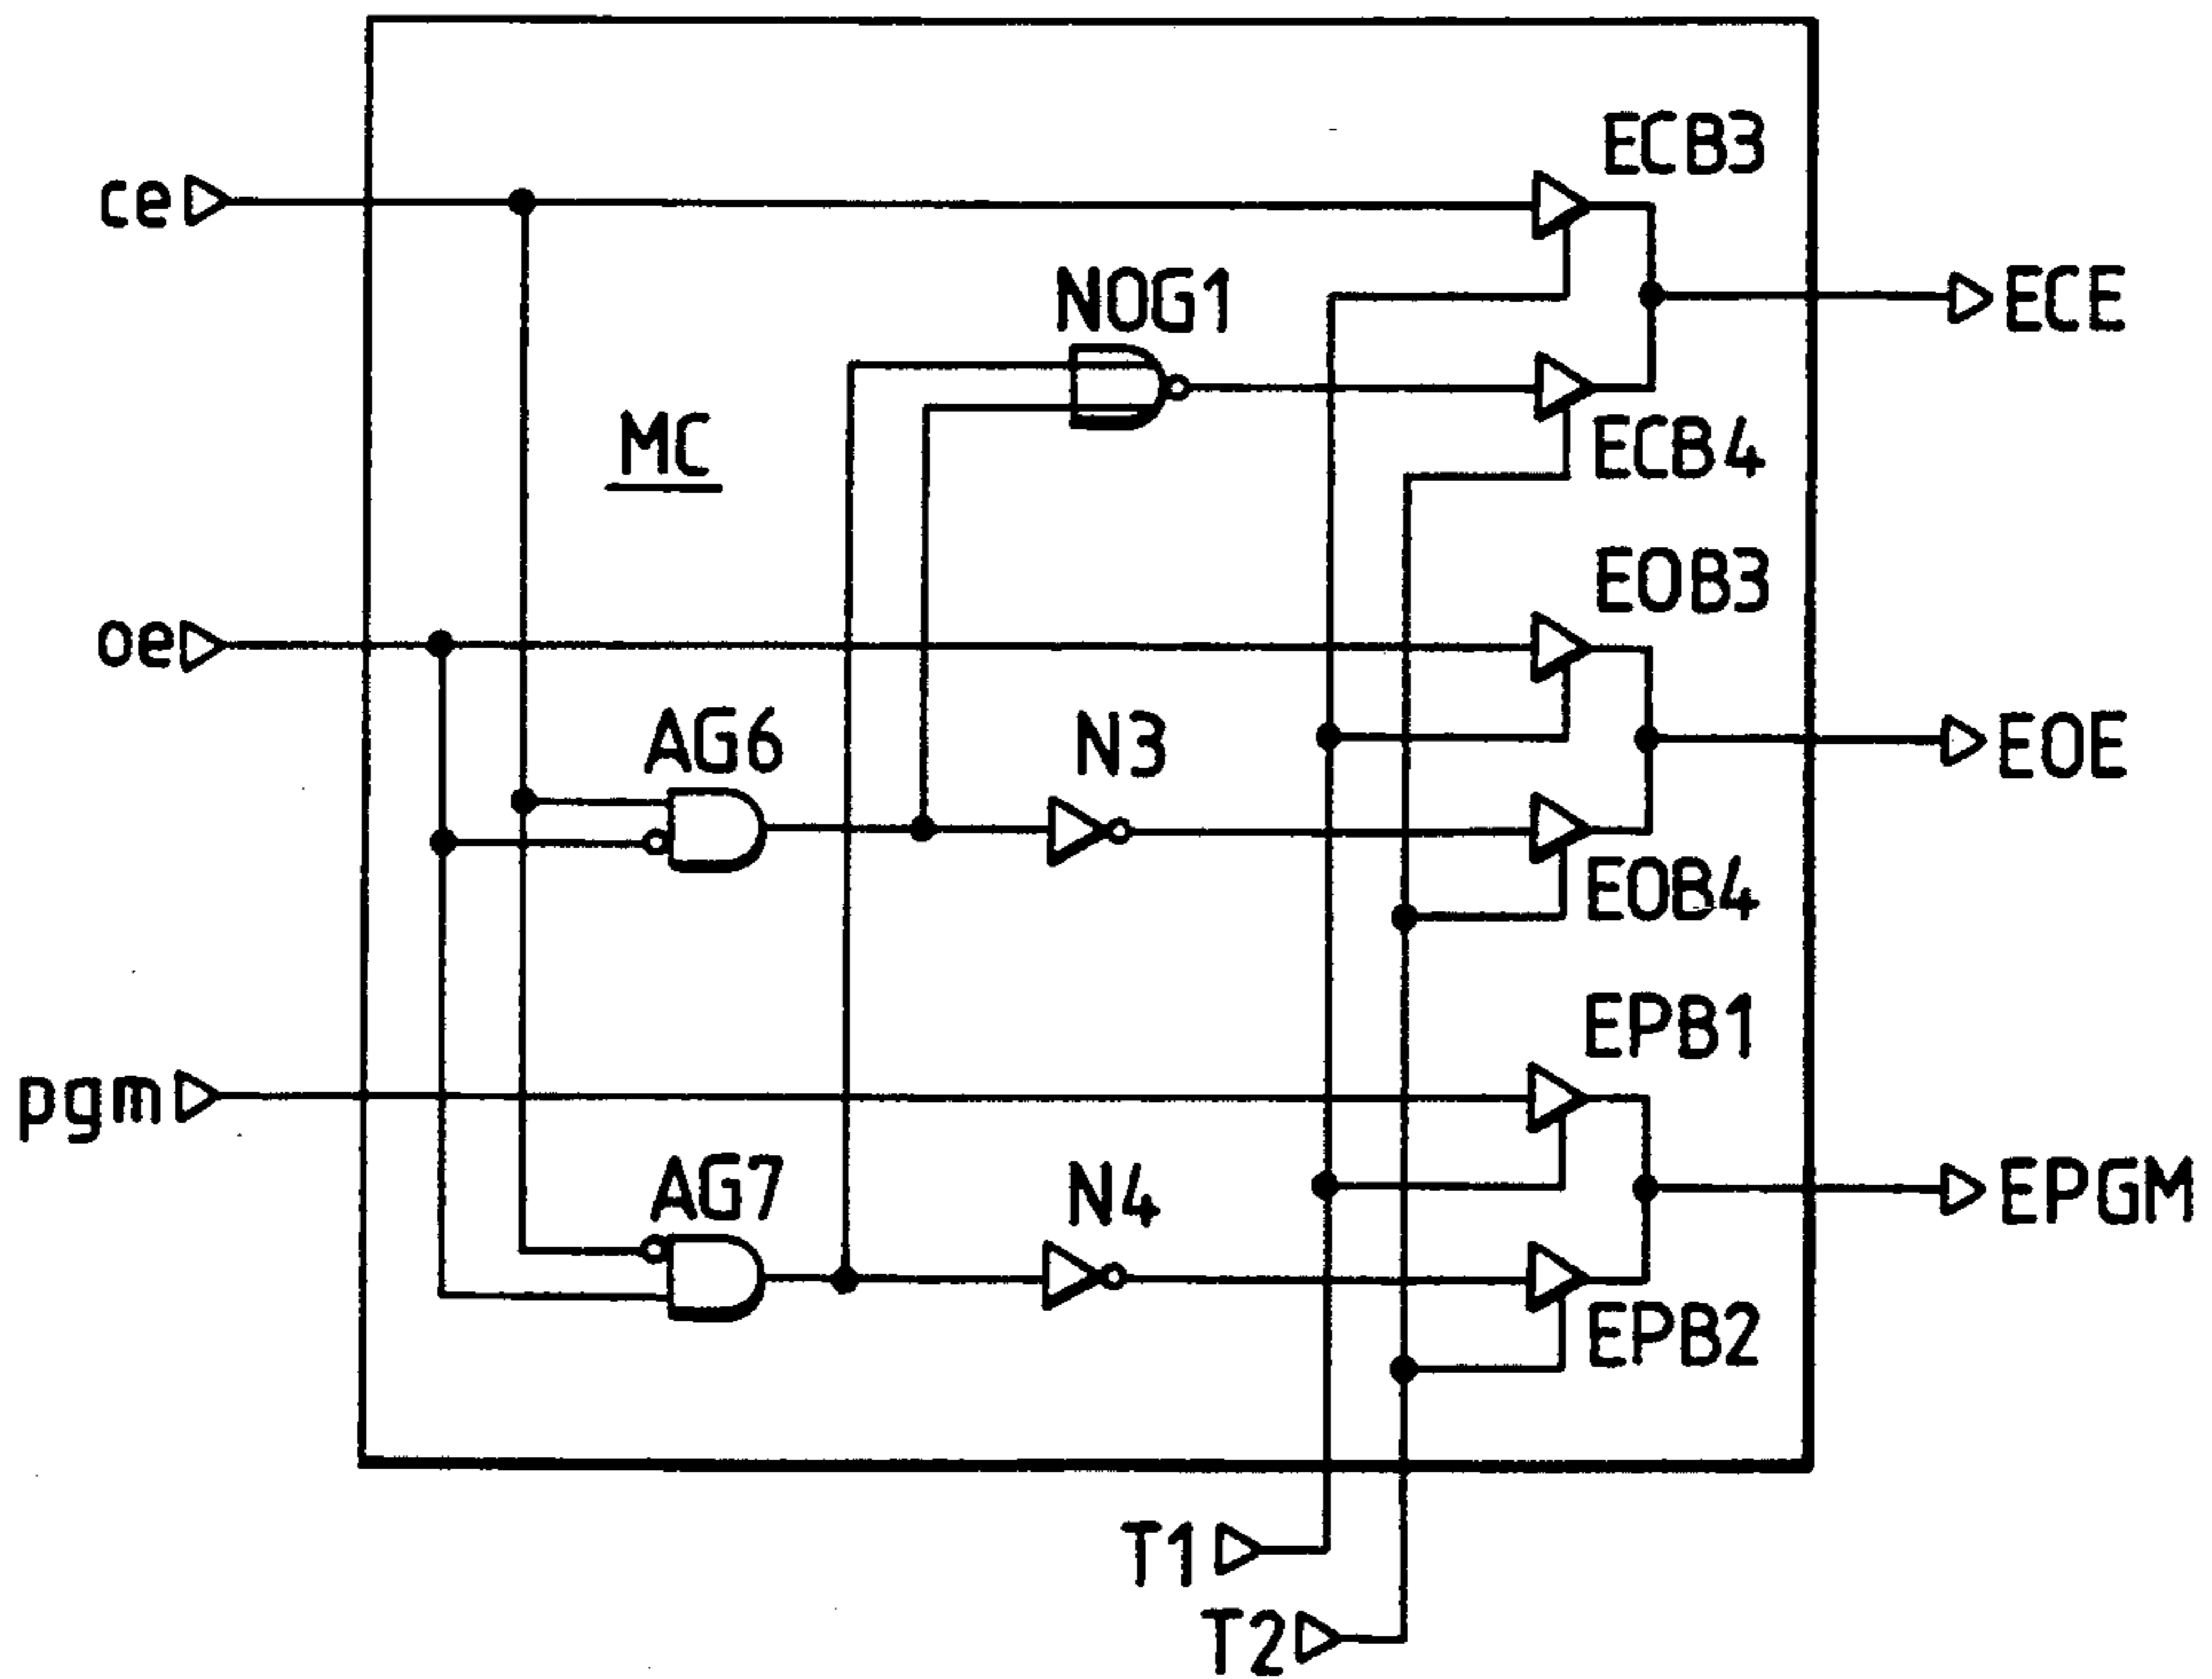 ECB3
ce
NOG1
ECE
MC
ECB4
EOB3
oe
AG6
N3
EOE
EOB4
EPB1
pgm
AG7
N4
EPGM
EPB2
T1
T2